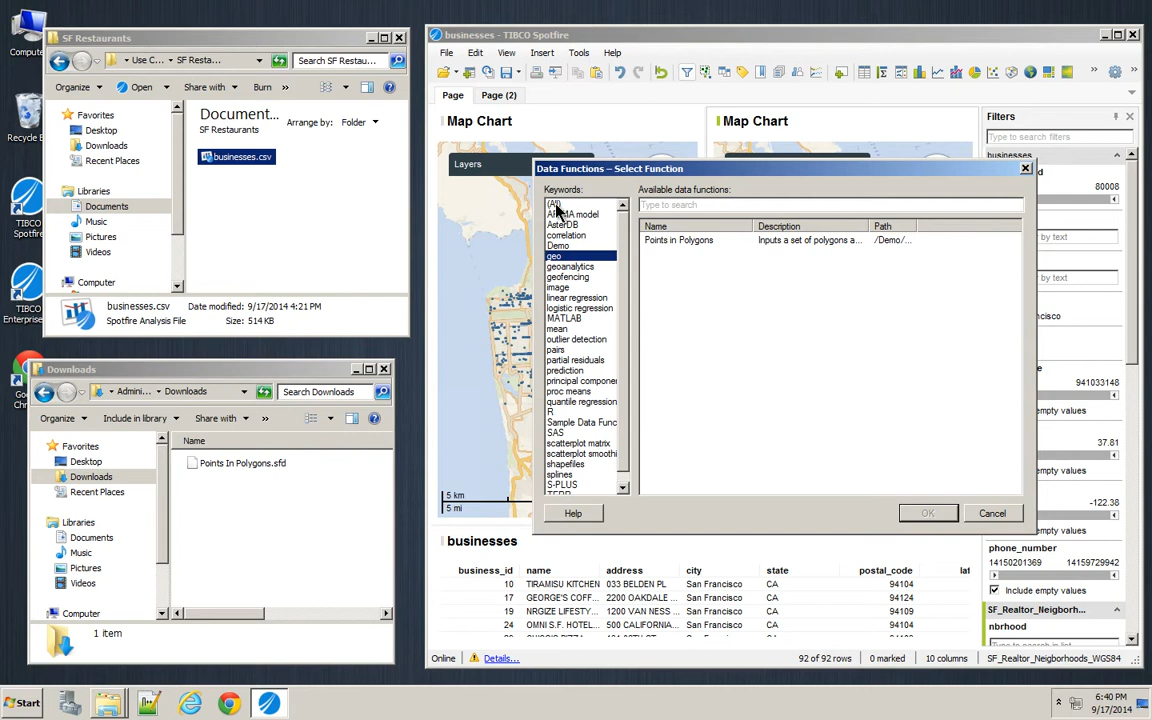 Computer
Recycle B
TIBCO
Spotfire
TIBCO
Enterprise
Go
Chr
SF Restaurants
Use C... SF Resta...
Search SF Restau...
Organize Open Share with Burn »
Favorites
Desktop
Downloads
Recent Places
Libraries
Documents
Music
Pictures
Videos
Computer
Document...
SF Restaurants
Arrange by: Folder
businesses.csv
businesses.csv Date modified: 9/17/2014 4:21 PM
Spotfire Analysis File Size: 514 KB
Downloads
Admini... Downloads
Search Downloads
Organize Include in library Share with »
Favorites
Desktop
Downloads
Recent Places
Libraries
Documents
Music
Pictures
Videos
Computer
Name
Points In Polygons.sfd
1 item
businesses - TIBCO Spotfire
File Edit View Insert Tools Help
Page Page (2)
Map Chart
Layers
5 km
5 mi
Map Chart
Filters
Type to search filters
businesses
80008
by text
by text
941033148
empty values
37.81
empty values
-122.38
empty values
phone_number
14150201369 14159729942
Include empty values
SF_Realtor_Neigborh...
nbrhood
Data Functions – Select Function
Keywords:
(All)
ARIMA model
AsterDB
correlation
Demo
geo
geoanalytics
geofencing
image
linear regression
logistic regression
MATLAB
mean
outlier detection
pairs
partial residuals
prediction
principal compone
proc means
quantile regression
R
Sample Data Func
SAS
scatterplot matrix
scatterplot smoothi
shapefiles
splines
S-PLUS
TERR
Available data functions:
Type to search
Name Description Path
Points in Polygons Inputs a set of polygons a... /Demo/...
Help OK Cancel
businesses
business_id name address city state postal_code lat
10 TIRAMISU KITCHEN 033 BELDEN PL San Francisco CA 94104
17 GEORGE'S COFF... 2200 OAKDALE ... San Francisco CA 94124
19 NRGIZE LIFESTY... 1200 VAN NESS ... San Francisco CA 94109
24 OMNI S.F. HOTEL... 500 CALIFORNIA... San Francisco CA 94104
Online Details... 92 of 92 rows 0 marked 10 columns SF_Realtor_Neigborhoods_WGS84
Start
6:40 PM
9/17/2014